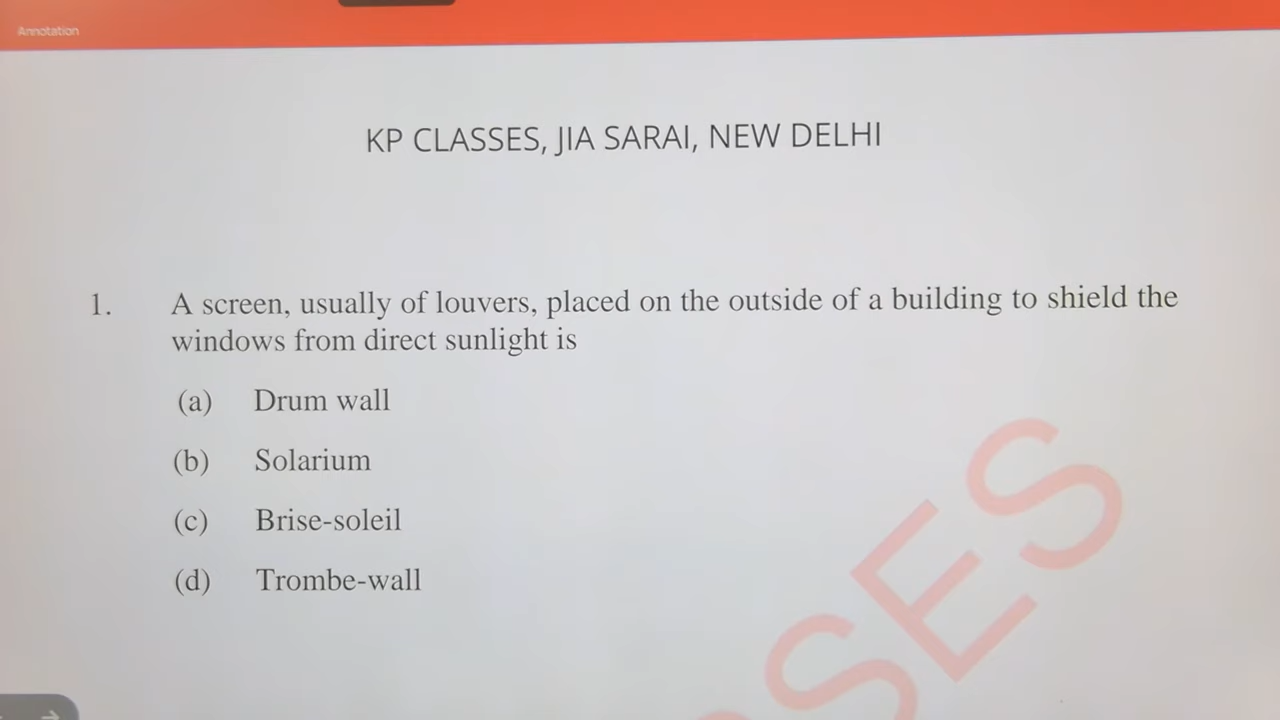 Annotation
KP CLASSES, JIA SARAI, NEW DELHI
1. A screen, usually of louvers, placed on the outside of a building to shield the
windows from direct sunlight is
(a) Drum wall
(b) Solarium
(c) Brise-soleil
(d) Trombe-wall
SES